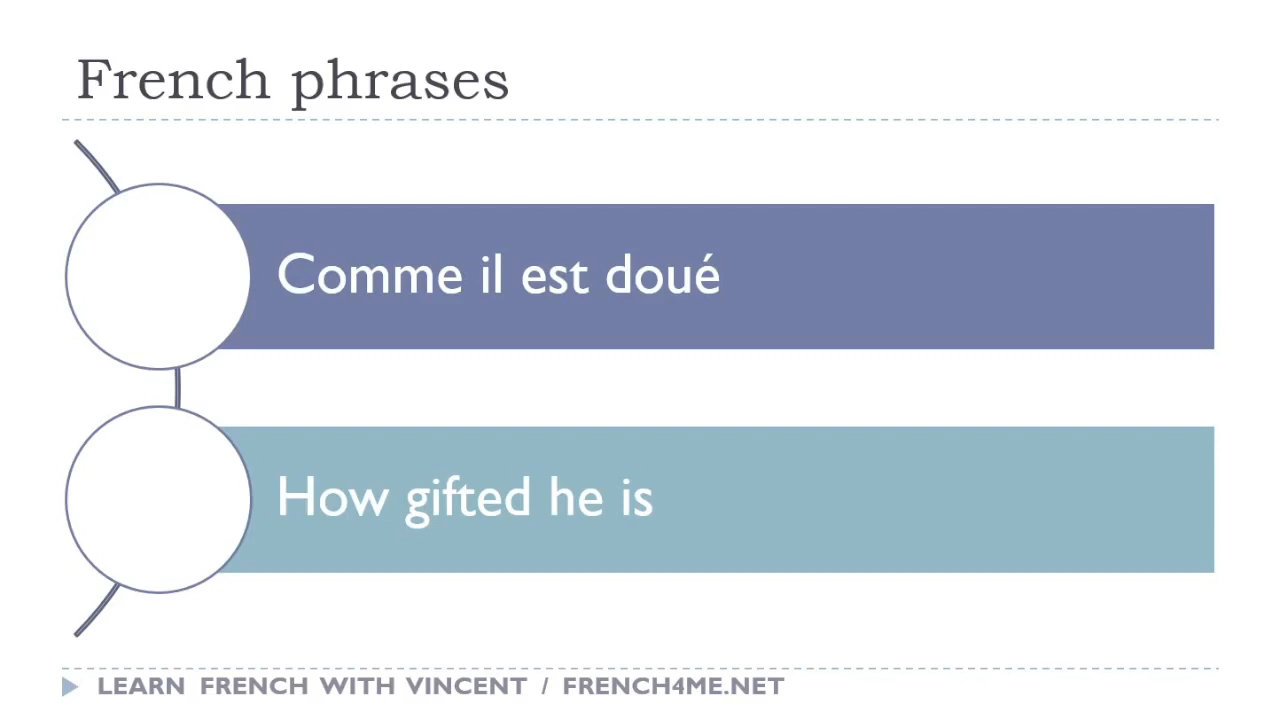 French phrases
Comme il est doué
How gifted he is
LEARN FRENCH WITH VINCENT / FRENCH4ME.NET